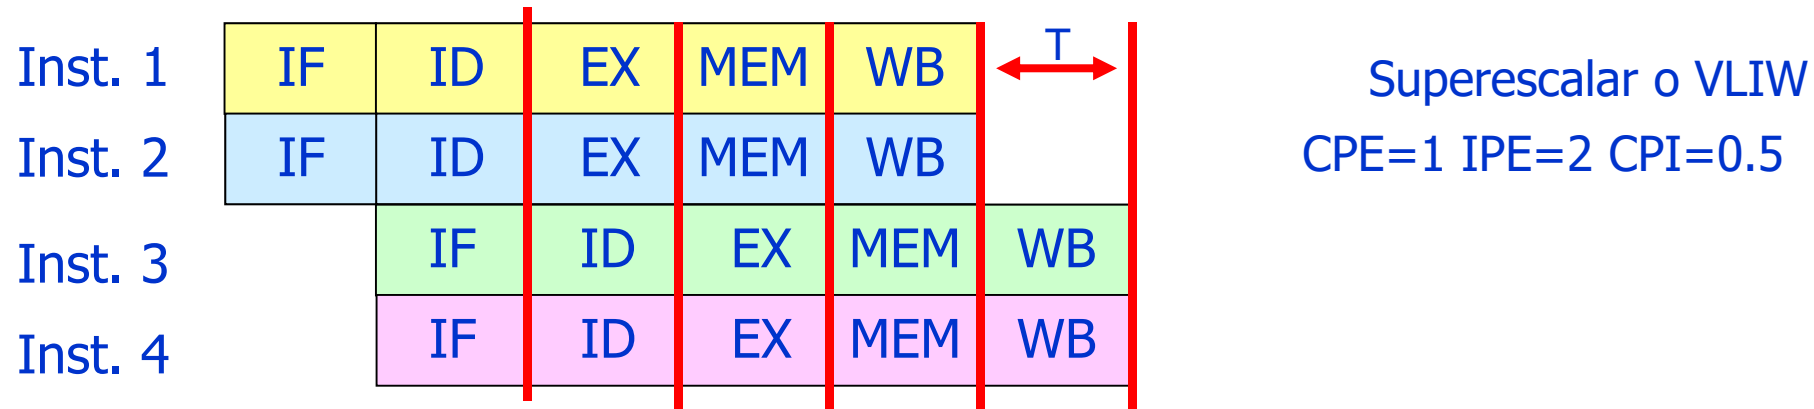 Inst. 1 IF ID EX MEM WB T
Superescalar o VLIW
Inst. 2 IF ID EX MEM WB
CPE=1 IPE=2 CPI=0.5
Inst. 3 IF ID EX MEM WB
Inst. 4 IF ID EX MEM WB